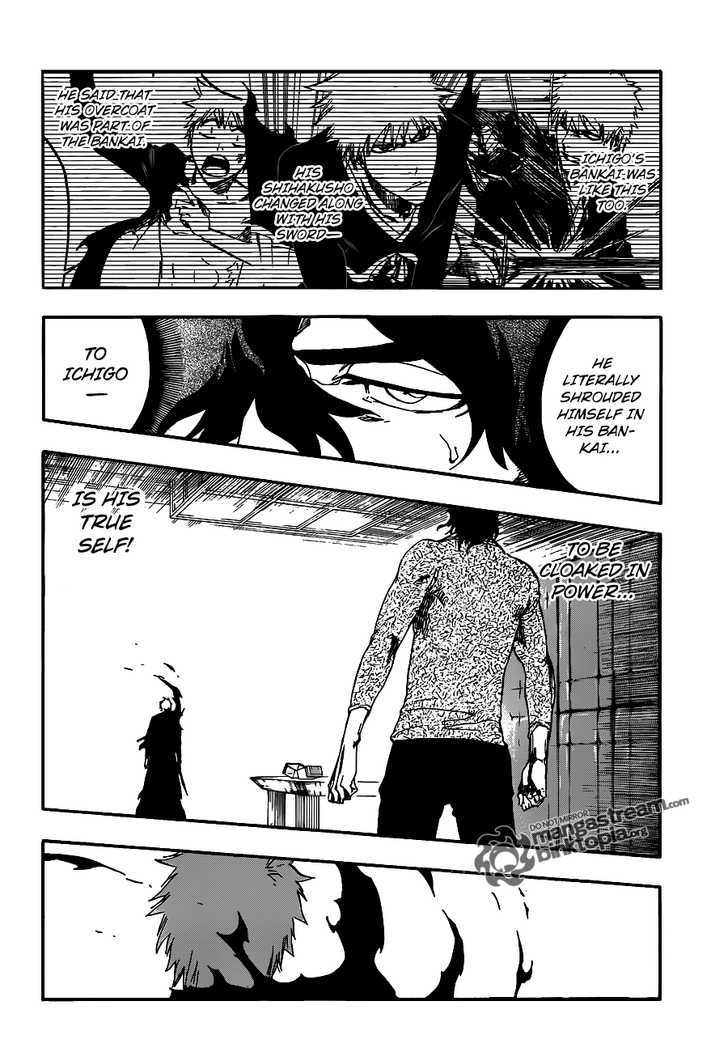 ICHIGO'S
BANKAI WAS
LIKE THIS
TOO.
HIS
SHIHAKUSHO
CHANGED ALONG
WITH HIS
SWORD—
HE SAID THAT
HIS OVERCOAT
WAS PART OF
THE BANKAI.
HE
LITERALLY
SHROUDED
HIMSELF IN
HIS BAN-
KAI...
TO
ICHIGO
—
TO BE
CLOAKED IN
POWER...
IS HIS
TRUE
SELF!
DO NOT MIRROR
mangastream.com
binktopia.org